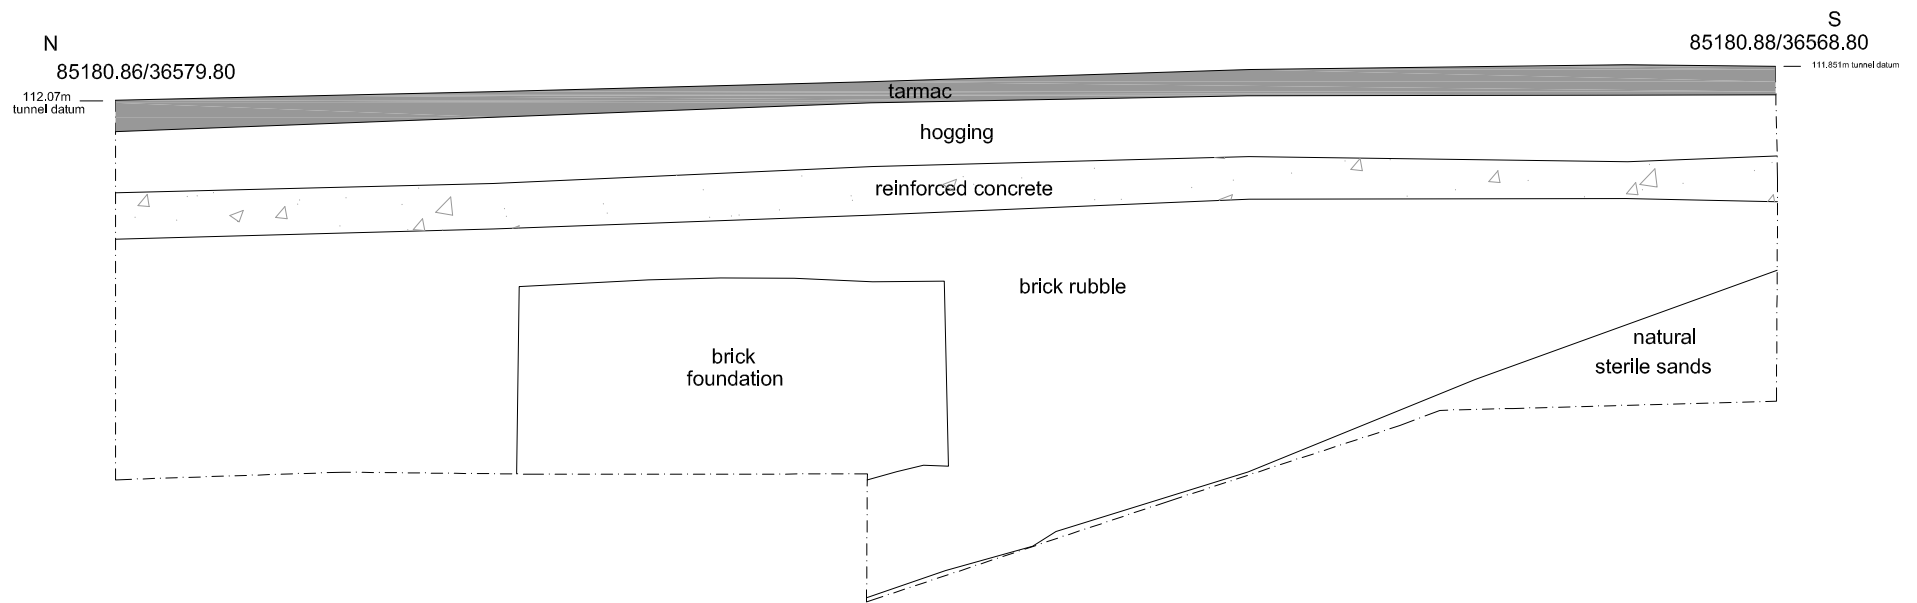 N
85180.86/36579.80
112.07m
tunnel datum
S
85180.88/36568.80
111.851m tunnel datum
tarmac
hogging
reinforced concrete
brick rubble
brick
foundation
natural
sterile sands